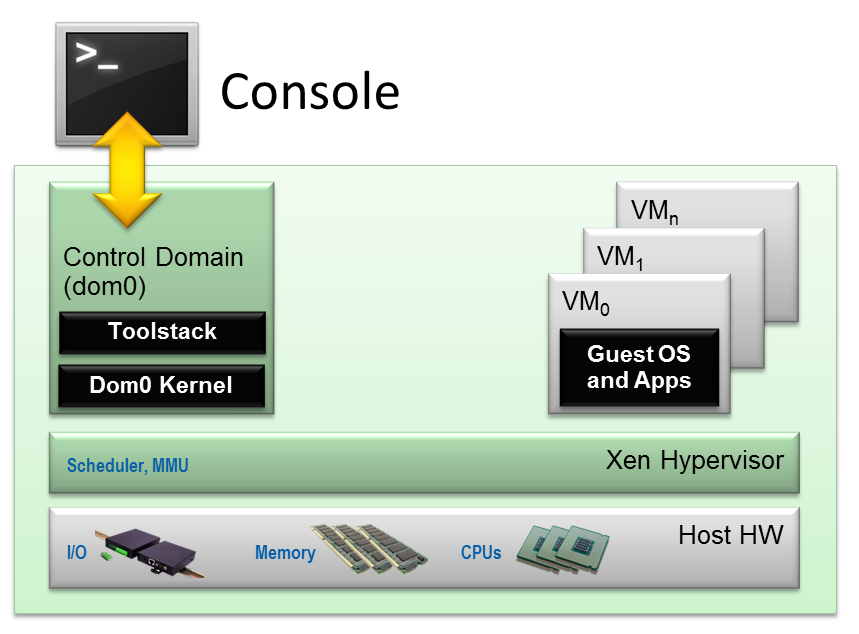 >_
Console
Control Domain
(dom0)
Toolstack
Dom0 Kernel
VMn
VM1
VM0
Guest OS
and Apps
Scheduler, MMU
Xen Hypervisor
I/O
Memory
CPUs
Host HW